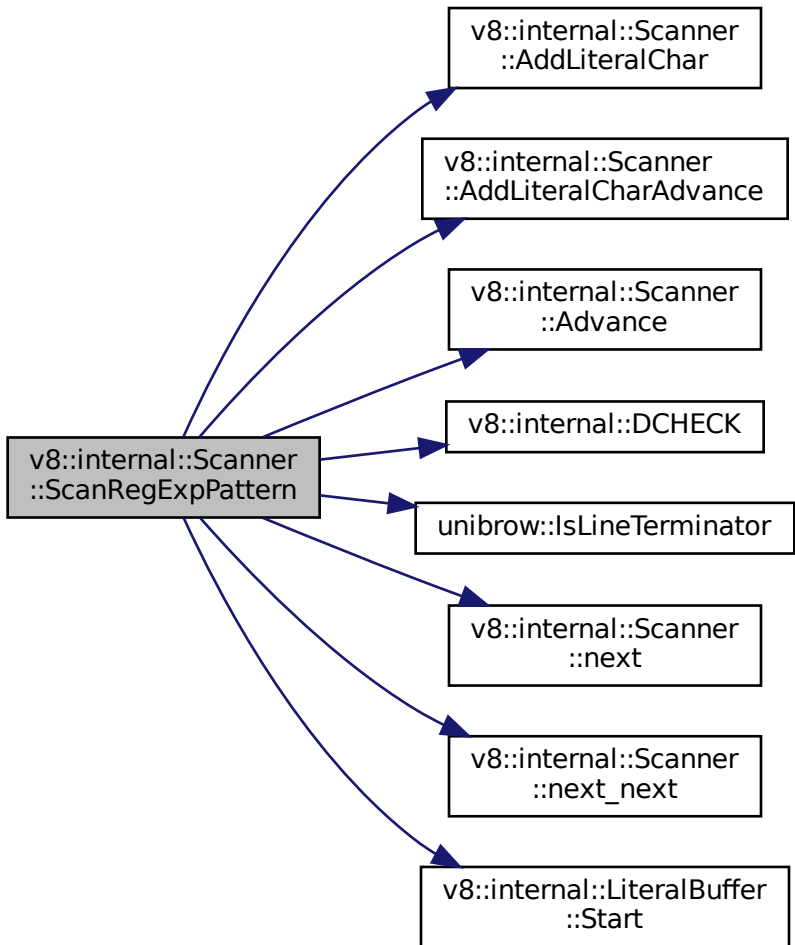 v8::internal::Scanner
::AddLiteralChar
v8::internal::Scanner
::AddLiteralCharAdvance
v8::internal::Scanner
::Advance
v8::internal::DCHECK
v8::internal::Scanner
::ScanRegExpPattern
unibrow::IsLineTerminator
v8::internal::Scanner
::next
v8::internal::Scanner
::next_next
v8::internal::LiteralBuffer
::Start